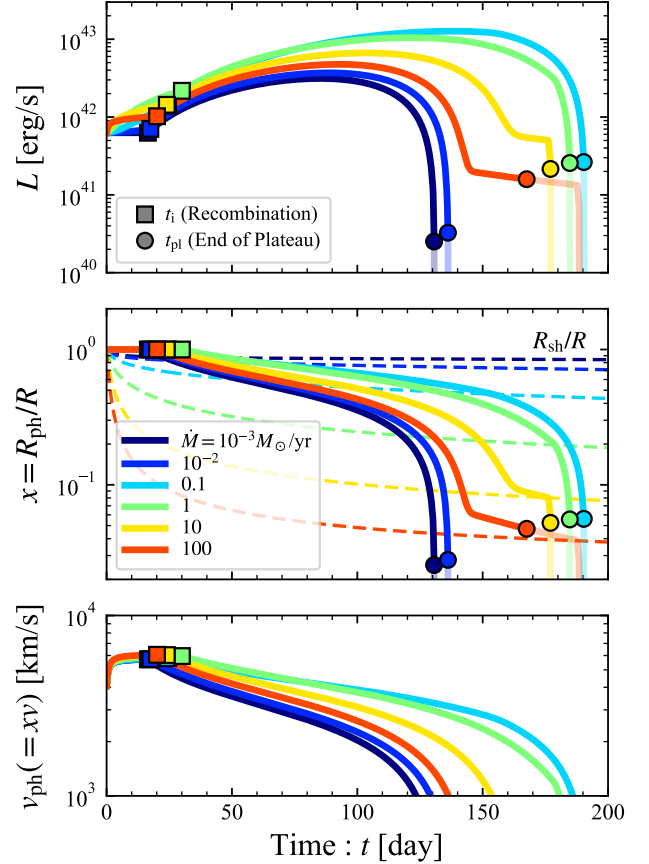 10^43
10^42
10^41
10^40
L [erg/s]
t_i (Recombination)
t_pl (End of Plateau)
10^0
10^−1
x = R_ph/R
R_sh/R
Ṁ = 10^−3 M_⊙/yr
10^−2
0.1
1
10
100
10^4
10^3
v_ph(= xv) [km/s]
0 50 100 150 200
Time : t [day]